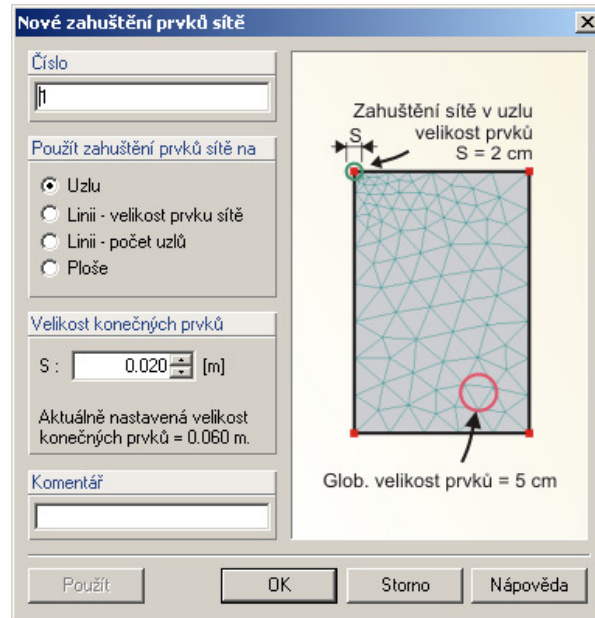 Nové zahuštění prvků sítě
Číslo
1
Použít zahuštění prvků sítě na
Uzlu
Linii - velikost prvku sítě
Linii - počet uzlů
Ploše
Velikost konečných prvků
S : 0.020 [m]
Aktuálně nastavená velikost
konečných prvků = 0.060 m.
Komentář
Zahuštění sítě v uzlu
velikost prvků
S = 2 cm
S
Glob. velikost prvků = 5 cm
Použít OK Storno Nápověda